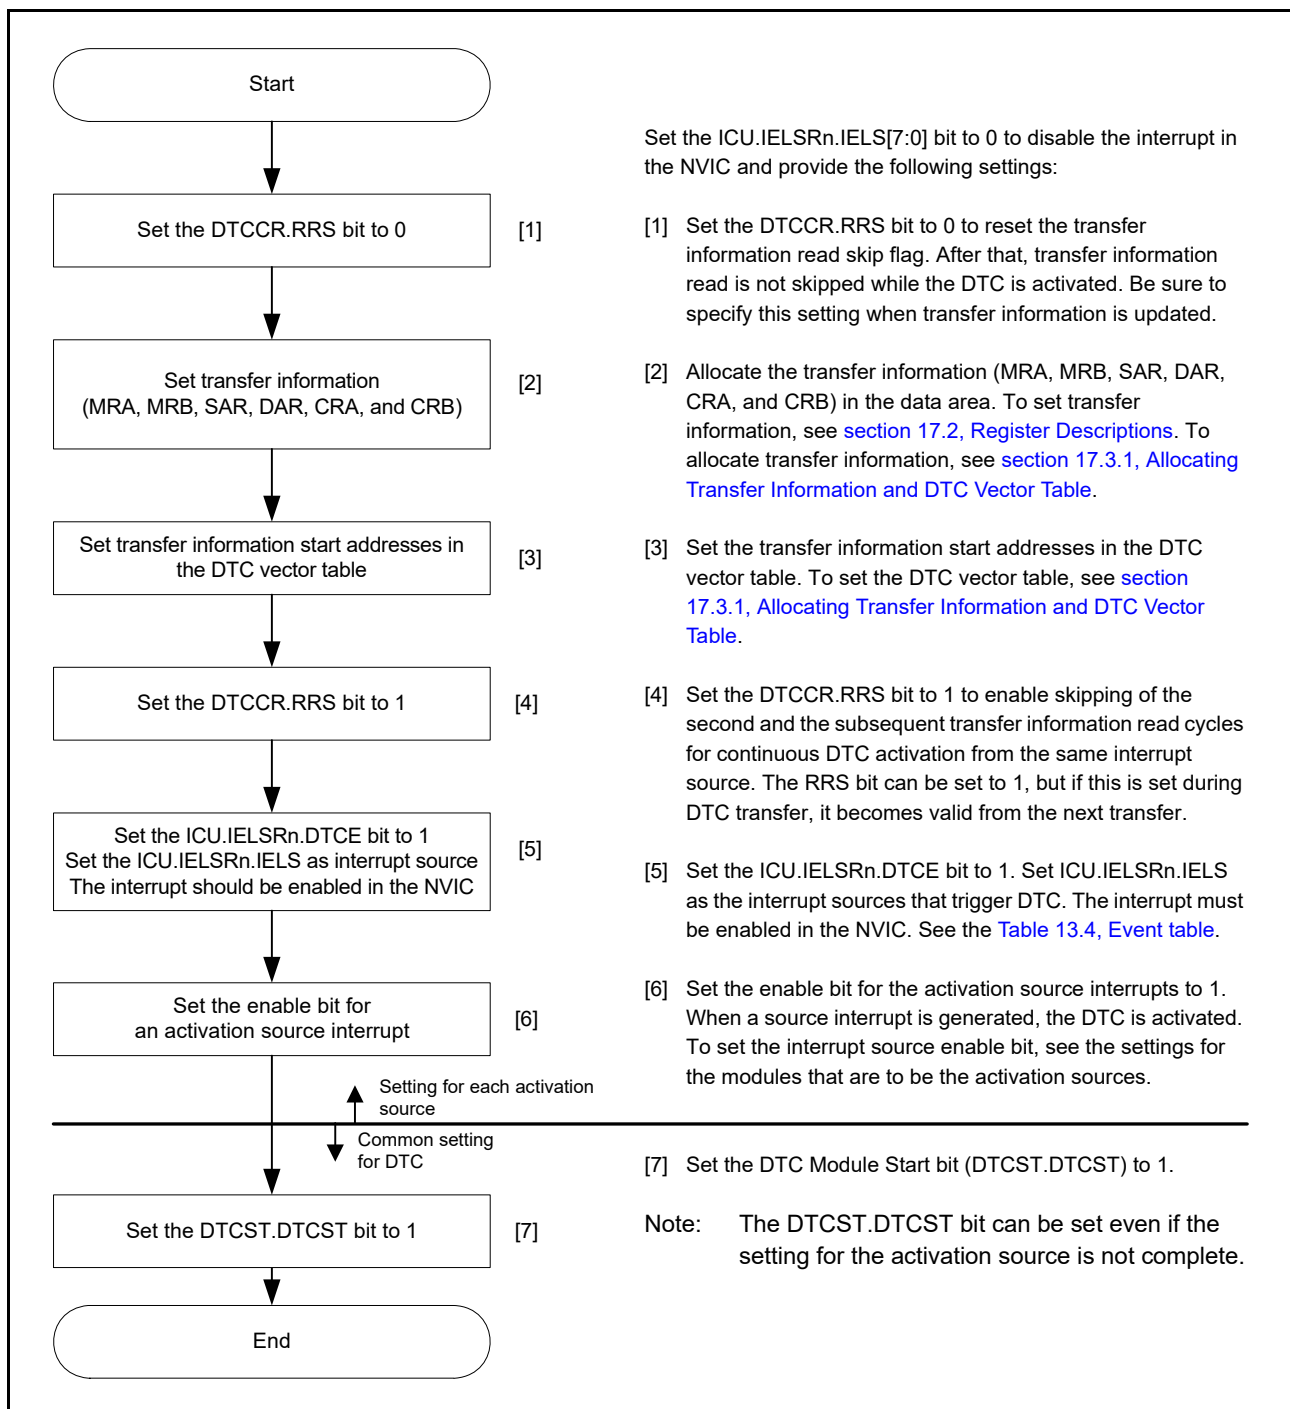 Start
Set the ICU.IELSRn.IELS[7:0] bit to 0 to disable the interrupt in
the NVIC and provide the following settings:
Set the DTCCR.RRS bit to 0
[1]
[1] Set the DTCCR.RRS bit to 0 to reset the transfer
information read skip flag. After that, transfer information
read is not skipped while the DTC is activated. Be sure to
specify this setting when transfer information is updated.
Set transfer information
(MRA, MRB, SAR, DAR, CRA, and CRB)
[2]
[2] Allocate the transfer information (MRA, MRB, SAR, DAR,
CRA, and CRB) in the data area. To set transfer
information, see section 17.2, Register Descriptions. To
allocate transfer information, see section 17.3.1, Allocating
Transfer Information and DTC Vector Table.
Set transfer information start addresses in
the DTC vector table
[3]
[3] Set the transfer information start addresses in the DTC
vector table. To set the DTC vector table, see section
17.3.1, Allocating Transfer Information and DTC Vector
Table.
Set the DTCCR.RRS bit to 1
[4]
[4] Set the DTCCR.RRS bit to 1 to enable skipping of the
second and the subsequent transfer information read cycles
for continuous DTC activation from the same interrupt
source. The RRS bit can be set to 1, but if this is set during
DTC transfer, it becomes valid from the next transfer.
Set the ICU.IELSRn.DTCE bit to 1
Set the ICU.IELSRn.IELS as interrupt source
The interrupt should be enabled in the NVIC
[5]
[5] Set the ICU.IELSRn.DTCE bit to 1. Set ICU.IELSRn.IELS
as the interrupt sources that trigger DTC. The interrupt must
be enabled in the NVIC. See the Table 13.4, Event table.
Set the enable bit for
an activation source interrupt
[6]
[6] Set the enable bit for the activation source interrupts to 1.
When a source interrupt is generated, the DTC is activated.
To set the interrupt source enable bit, see the settings for
the modules that are to be the activation sources.
Setting for each activation
source
Common setting
for DTC
[7] Set the DTC Module Start bit (DTCST.DTCST) to 1.
Set the DTCST.DTCST bit to 1
[7]
Note: The DTCST.DTCST bit can be set even if the
setting for the activation source is not complete.
End